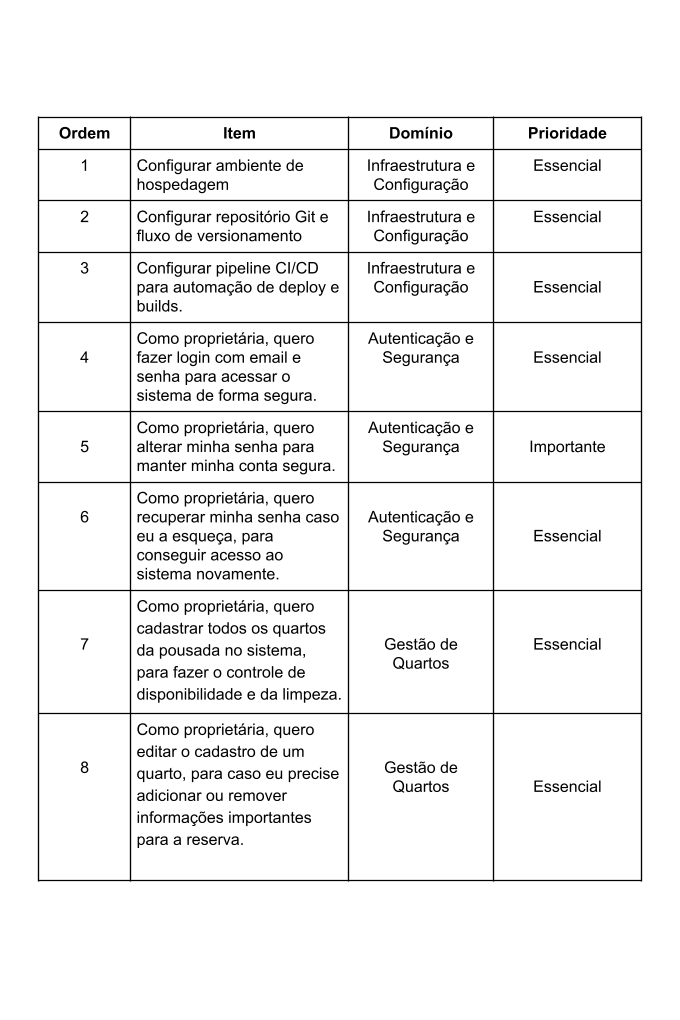 Ordem Item Domínio Prioridade
1 Configurar ambiente de hospedagem Infraestrutura e Configuração Essencial
2 Configurar repositório Git e fluxo de versionamento Infraestrutura e Configuração Essencial
3 Configurar pipeline CI/CD para automação de deploy e builds. Infraestrutura e Configuração Essencial
4 Como proprietária, quero fazer login com email e senha para acessar o sistema de forma segura. Autenticação e Segurança Essencial
5 Como proprietária, quero alterar minha senha para manter minha conta segura. Autenticação e Segurança Importante
6 Como proprietária, quero recuperar minha senha caso eu a esqueça, para conseguir acesso ao sistema novamente. Autenticação e Segurança Essencial
7 Como proprietária, quero cadastrar todos os quartos da pousada no sistema, para fazer o controle de disponibilidade e da limpeza. Gestão de Quartos Essencial
8 Como proprietária, quero editar o cadastro de um quarto, para caso eu precise adicionar ou remover informações importantes para a reserva. Gestão de Quartos Essencial